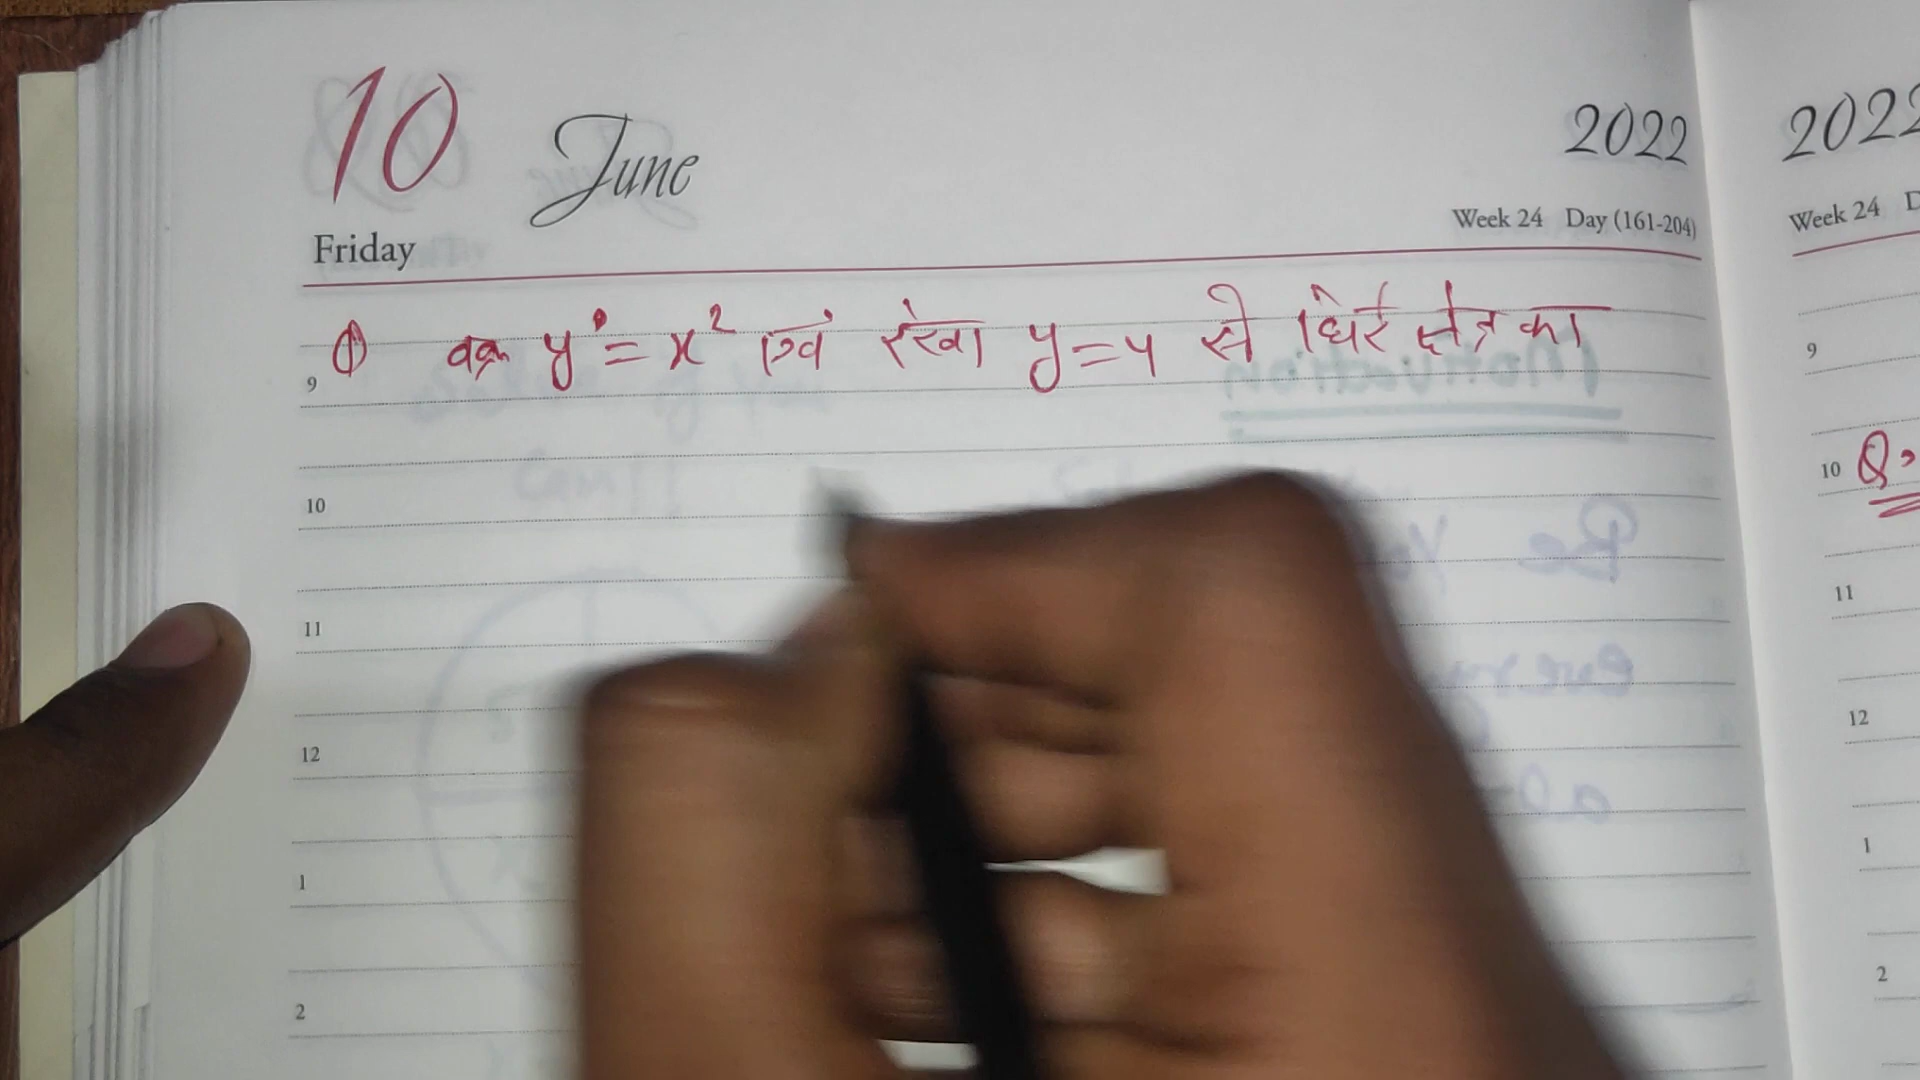 10 June 2022
Friday Week 24 Day (161-204)
① वक्र y = x² एवं रेखा y = 4 से घिरे क्षेत्र का
9
10
11
12
1
2
2022
Week 24
9
10 Q.
11
12
1
2